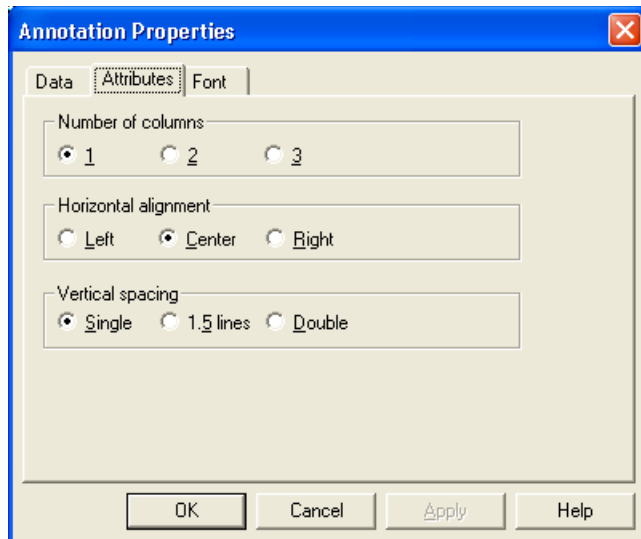 Annotation Properties
Data Attributes Font
Number of columns
1 2 3
Horizontal alignment
Left Center Right
Vertical spacing
Single 1.5 lines Double
OK Cancel Apply Help